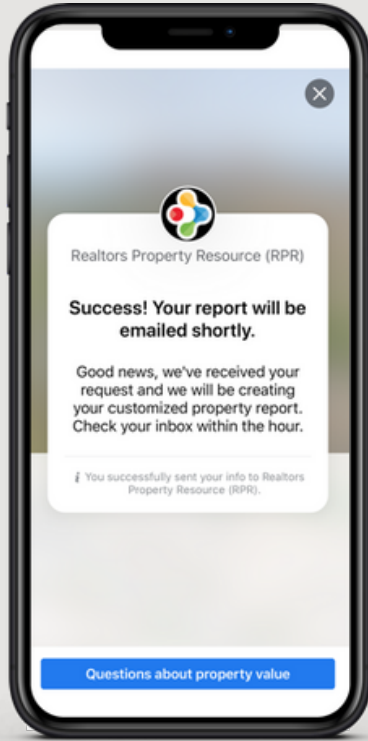 Realtors Property Resource (RPR)
Success! Your report will be
emailed shortly.
Good news, we've received your
request and we will be creating
your customized property report.
Check your inbox within the hour.
i You successfully sent your info to Realtors
Property Resource (RPR).
Questions about property value